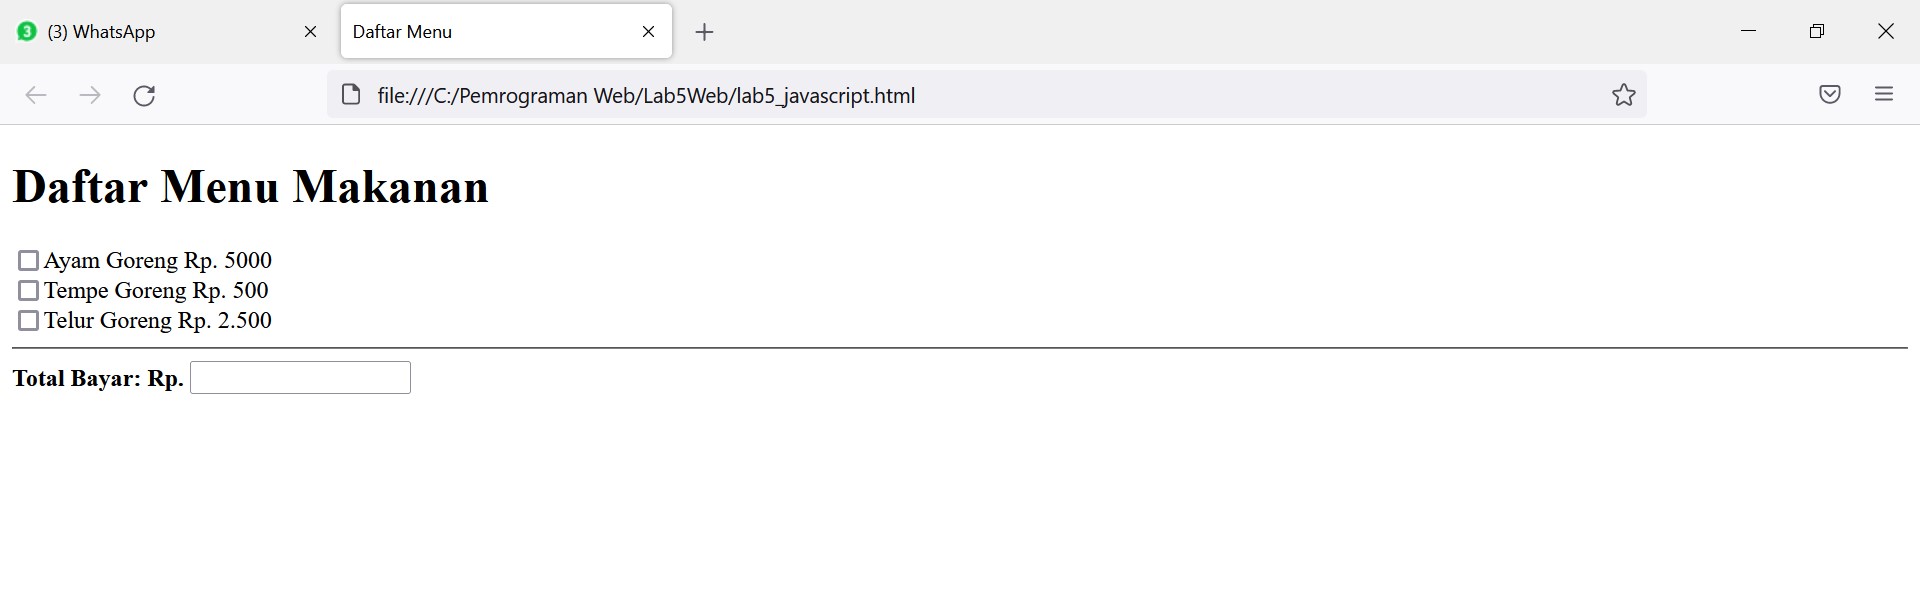 3 (3) WhatsApp
Daftar Menu
file:///C:/Pemrograman Web/Lab5Web/lab5_javascript.html
Daftar Menu Makanan
Ayam Goreng Rp. 5000
Tempe Goreng Rp. 500
Telur Goreng Rp. 2.500
Total Bayar: Rp.